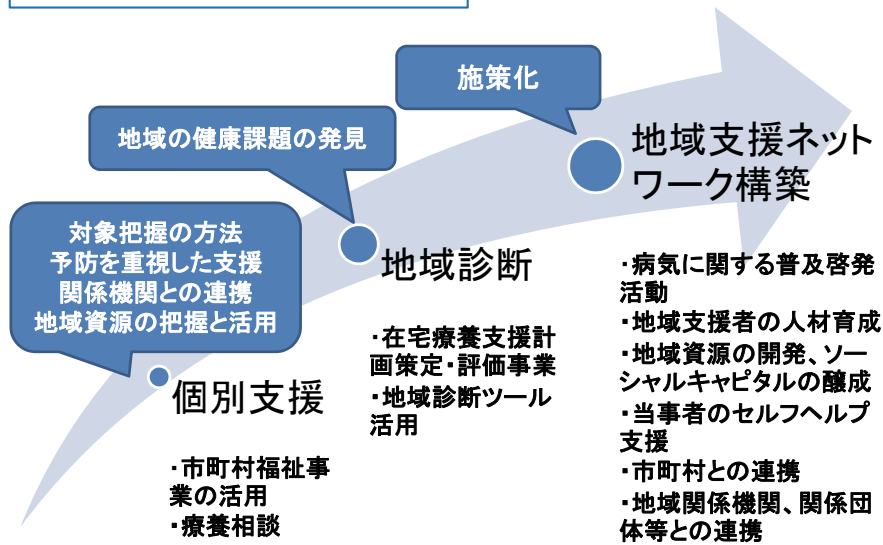 施策化
地域の健康課題の発見
対象把握の方法
予防を重視した支援
関係機関との連携
地域資源の把握と活用
個別支援
・市町村福祉事
業の活用
・療養相談
地域診断
・在宅療養支援計
画策定・評価事業
・地域診断ツール
活用
地域支援ネット
ワーク構築
・病気に関する普及啓発
活動
・地域支援者の人材育成
・地域資源の開発、ソー
シャルキャピタルの醸成
・当事者のセルフヘルプ
支援
・市町村との連携
・地域関係機関、関係団
体等との連携